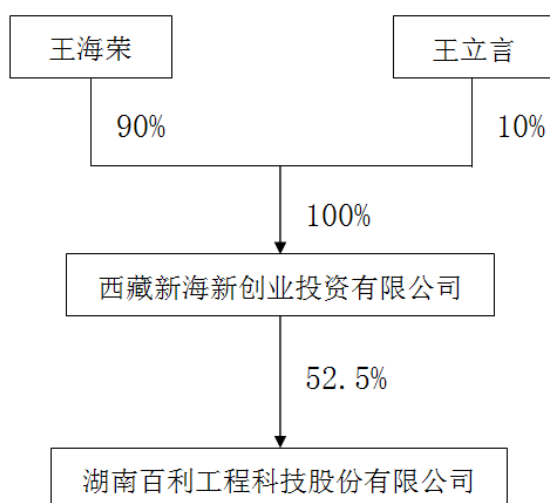 王海荣
王立言
90%
10%
100%
西藏新海新创业投资有限公司
52.5%
湖南百利工程科技股份有限公司